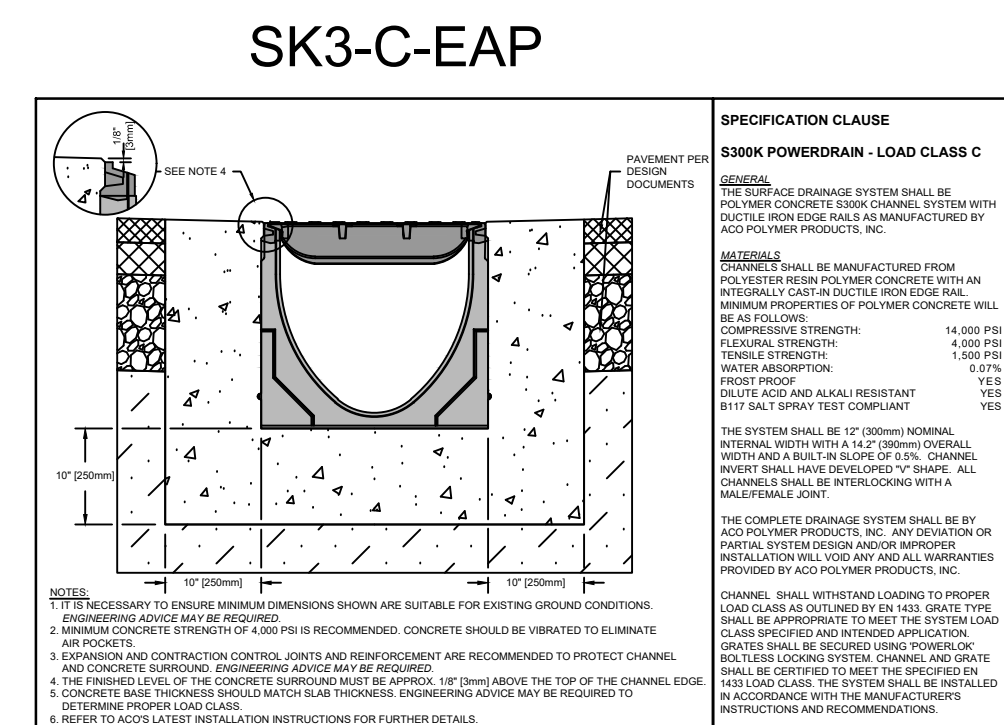 SK3-C-EAP
1/8"
[3mm]
SEE NOTE 4
PAVEMENT PER
DESIGN
DOCUMENTS
10" [250mm]
10" [250mm]
10" [250mm]
NOTES:
1. IT IS NECESSARY TO ENSURE MINIMUM DIMENSIONS SHOWN ARE SUITABLE FOR EXISTING GROUND CONDITIONS.
ENGINEERING ADVICE MAY BE REQUIRED.
2. MINIMUM CONCRETE STRENGTH OF 4,000 PSI IS RECOMMENDED. CONCRETE SHOULD BE VIBRATED TO ELIMINATE
AIR POCKETS.
3. EXPANSION AND CONTRACTION CONTROL JOINTS AND REINFORCEMENT ARE RECOMMENDED TO PROTECT CHANNEL
AND CONCRETE SURROUND. ENGINEERING ADVICE MAY BE REQUIRED.
4. THE FINISHED LEVEL OF THE CONCRETE SURROUND MUST BE APPROX. 1/8" [3mm] ABOVE THE TOP OF THE CHANNEL EDGE.
5. CONCRETE BASE THICKNESS SHOULD MATCH SLAB THICKNESS. ENGINEERING ADVICE MAY BE REQUIRED TO
DETERMINE PROPER LOAD CLASS.
6. REFER TO ACO'S LATEST INSTALLATION INSTRUCTIONS FOR FURTHER DETAILS.
SPECIFICATION CLAUSE
S300K POWERDRAIN - LOAD CLASS C
GENERAL
THE SURFACE DRAINAGE SYSTEM SHALL BE
POLYMER CONCRETE S300K CHANNEL SYSTEM WITH
DUCTILE IRON EDGE RAILS AS MANUFACTURED BY
ACO POLYMER PRODUCTS, INC.
MATERIALS
CHANNELS SHALL BE MANUFACTURED FROM
POLYESTER RESIN POLYMER CONCRETE WITH AN
INTEGRALLY CAST-IN DUCTILE IRON EDGE RAIL.
MINIMUM PROPERTIES OF POLYMER CONCRETE WILL
BE AS FOLLOWS:
COMPRESSIVE STRENGTH: 14,000 PSI
FLEXURAL STRENGTH: 4,000 PSI
TENSILE STRENGTH: 1,500 PSI
WATER ABSORPTION: 0.07%
FROST PROOF YES
DILUTE ACID AND ALKALI RESISTANT YES
B117 SALT SPRAY TEST COMPLIANT YES
THE SYSTEM SHALL BE 12" (300mm) NOMINAL
INTERNAL WIDTH WITH A 14.2" (390mm) OVERALL
WIDTH AND A BUILT-IN SLOPE OF 0.5%. CHANNEL
INVERT SHALL HAVE DEVELOPED "V" SHAPE. ALL
CHANNELS SHALL BE INTERLOCKING WITH A
MALE/FEMALE JOINT.
THE COMPLETE DRAINAGE SYSTEM SHALL BE BY
ACO POLYMER PRODUCTS, INC. ANY DEVIATION OR
PARTIAL SYSTEM DESIGN AND/OR IMPROPER
INSTALLATION WILL VOID ANY AND ALL WARRANTIES
PROVIDED BY ACO POLYMER PRODUCTS, INC.
CHANNEL SHALL WITHSTAND LOADING TO PROPER
LOAD CLASS AS OUTLINED BY EN 1433. GRATE TYPE
SHALL BE APPROPRIATE TO MEET THE SYSTEM LOAD
CLASS SPECIFIED AND INTENDED APPLICATION.
GRATES SHALL BE SECURED USING 'POWERLOK'
BOLTLESS LOCKING SYSTEM. CHANNEL AND GRATE
SHALL BE CERTIFIED TO MEET THE SPECIFIED EN
1433 LOAD CLASS. THE SYSTEM SHALL BE INSTALLED
IN ACCORDANCE WITH THE MANUFACTURER'S
INSTRUCTIONS AND RECOMMENDATIONS.